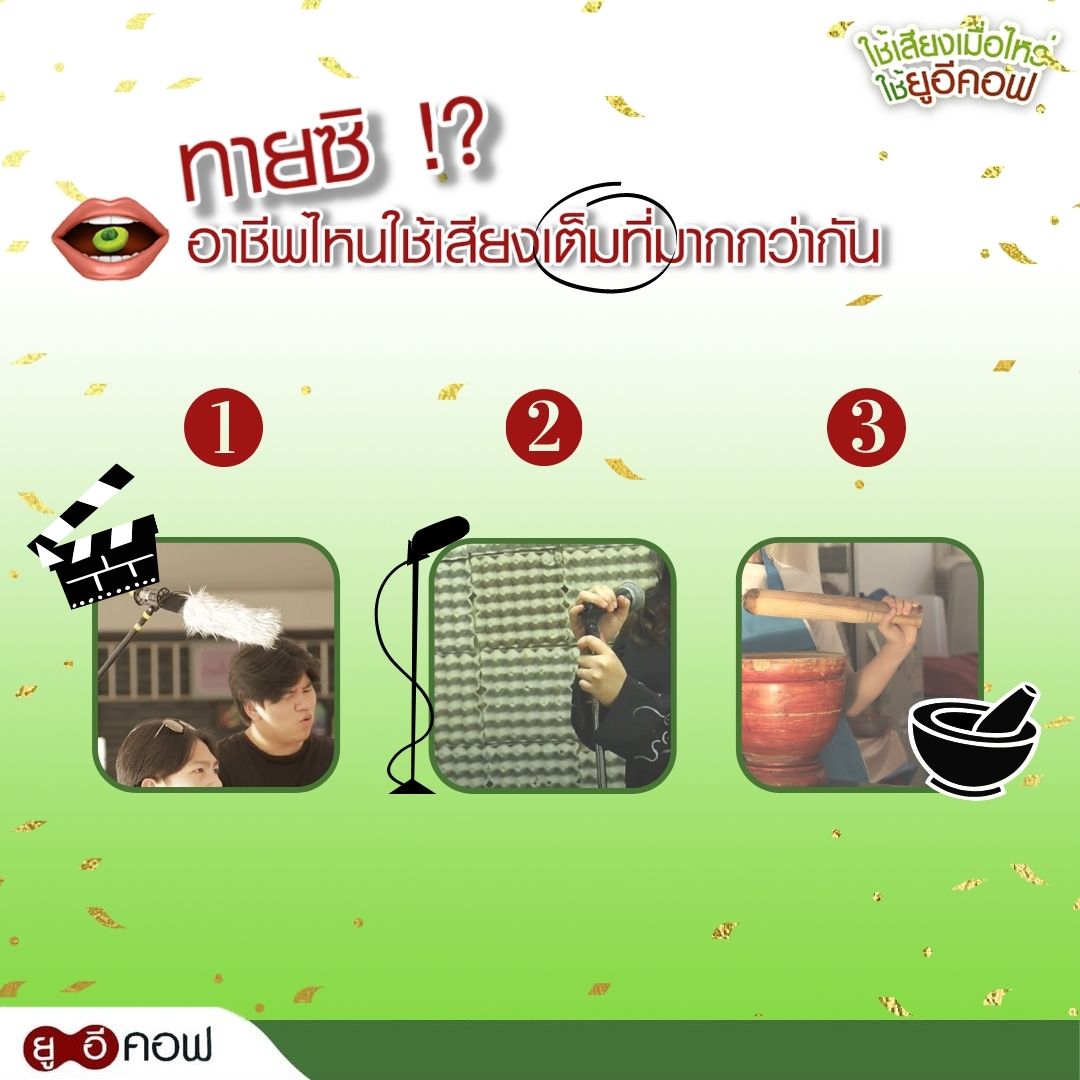 ใช้เสียงเมื่อไหร่
ใช้ยูอีคอฟ
ทายซิ !?
อาชีพไหนใช้เสียงเต็มที่มากกว่ากัน
1
2
3
ยู อี คอฟ